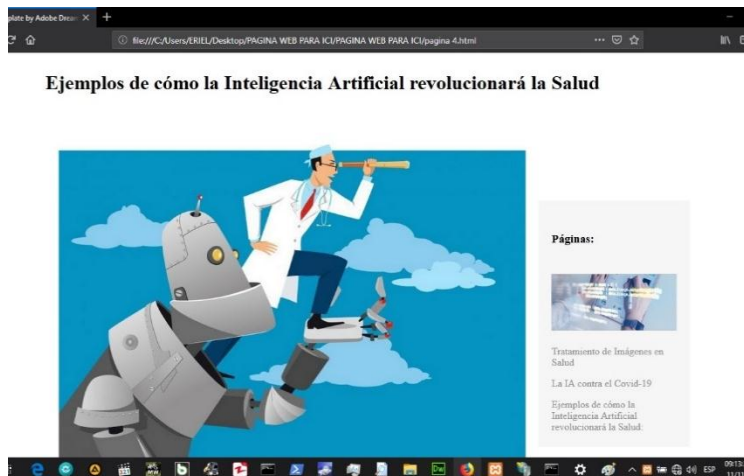 plate by Adobe Dream
file:///C:/Users/ERIEL/Desktop/PAGINA WEB PARA ICI/PAGINA WEB PARA ICI/pagina 4.html
Ejemplos de cómo la Inteligencia Artificial revolucionará la Salud
Páginas:
Tratamiento de Imágenes en
Salud
La IA contra el Covid-19
Ejemplos de cómo la
Inteligencia Artificial
revolucionará la Salud:
Dw
ESP